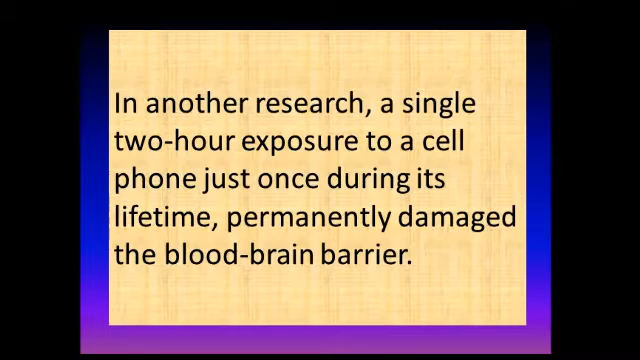 In another research, a single
two-hour exposure to a cell
phone just once during its
lifetime, permanently damaged
the blood-brain barrier.